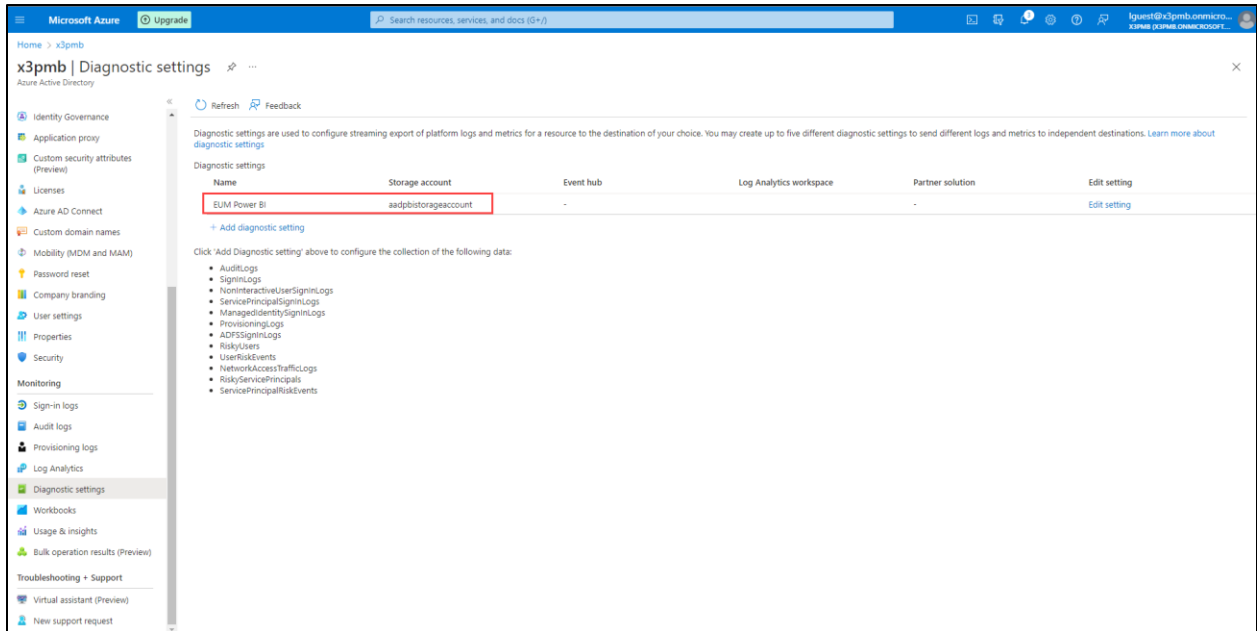 Microsoft Azure
Upgrade
Search resources, services, and docs (G+/)
1
lguest@x3pmb.onmicro...
X3PMB (X3PMB.ONMICROSOFT....
Home > x3pmb
x3pmb | Diagnostic settings
...
Azure Active Directory
Identity Governance
Application proxy
Custom security attributes
(Preview)
Licenses
Azure AD Connect
Custom domain names
Mobility (MDM and MAM)
Password reset
Company branding
User settings
Properties
Security
Monitoring
Sign-in logs
Audit logs
Provisioning logs
Log Analytics
Diagnostic settings
Workbooks
Usage & insights
Bulk operation results (Preview)
Troubleshooting + Support
Virtual assistant (Preview)
New support request
Refresh Feedback
Diagnostic settings are used to configure streaming export of platform logs and metrics for a resource to the destination of your choice. You may create up to five different diagnostic settings to send different logs and metrics to independent destinations. Learn more about
diagnostic settings
Diagnostic settings
Name Storage account Event hub Log Analytics workspace Partner solution Edit setting
EUM Power BI aadpbistorageaccount - - - Edit setting
+ Add diagnostic setting
Click 'Add Diagnostic setting' above to configure the collection of the following data:
• AuditLogs
• SignInLogs
• NonInteractiveUserSignInLogs
• ServicePrincipalSignInLogs
• ManagedIdentitySignInLogs
• ProvisioningLogs
• ADFSSignInLogs
• RiskyUsers
• UserRiskEvents
• NetworkAccessTrafficLogs
• RiskyServicePrincipals
• ServicePrincipalRiskEvents